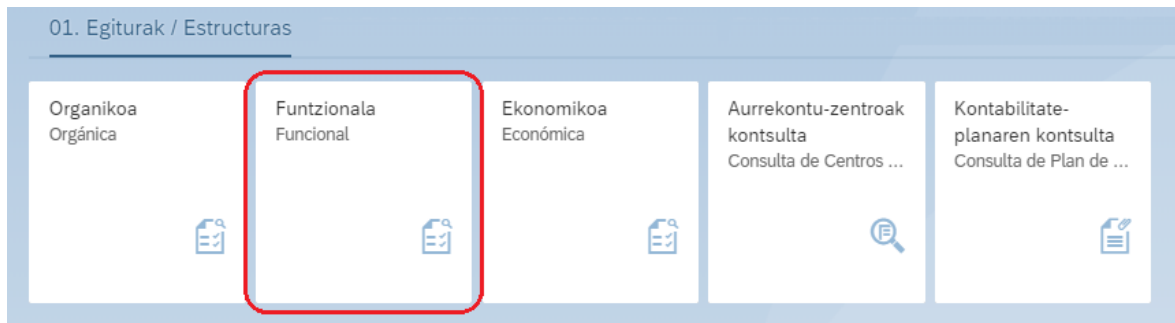 01. Egiturak / Estructuras
Organikoa
Orgánica
Funtzionala
Funcional
Ekonomikoa
Económica
Aurrekontu-zentroak
kontsulta
Consulta de Centros ...
Kontabilitate-
planaren kontsulta
Consulta de Plan de ...